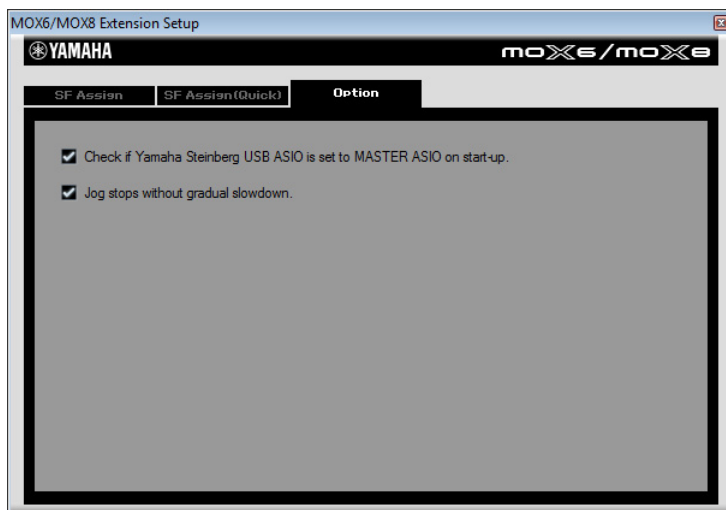 MOX6/MOX8 Extension Setup
YAMAHA
moX6/moX8
SF Assign
SF Assign(Quick)
Option
Check if Yamaha Steinberg USB ASIO is set to MASTER ASIO on start-up.
Jog stops without gradual slowdown.